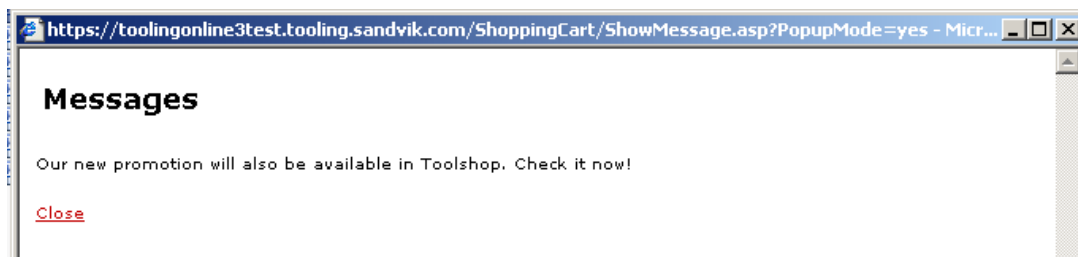 https://toolingonline3test.tooling.sandvik.com/ShoppingCart/ShowMessage.asp?PopupMode=yes - Micr...
Messages
Our new promotion will also be available in Toolshop. Check it now!
Close